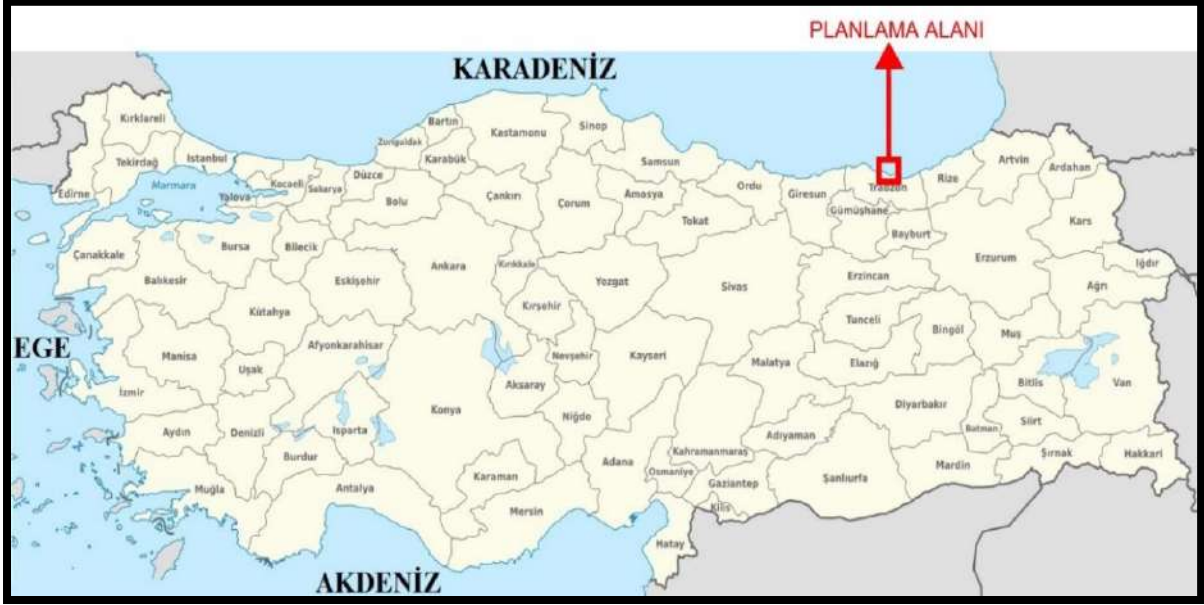 PLANLAMA ALANI
KARADENİZ
Kırklareli
Tekirdağ
İstanbul
Edirne
Marmara
Yalova
Kocaeli
Sakarya
Düzce
Zonguldak
Bartın
Karabük
Kastamonu
Sinop
Samsun
Bolu
Çankırı
Çorum
Amasya
Tokat
Ordu
Giresun
Trabzon
Gümüşhane
Bayburt
Rize
Artvin
Ardahan
Kars
Iğdır
Ağrı
Erzurum
Erzincan
Çanakkale
Balıkesir
Bursa
Bilecik
Eskişehir
Kütahya
Ankara
Kırıkkale
Kırşehir
Yozgat
Sivas
Tunceli
Bingöl
Muş
Bitlis
Van
EGE
Manisa
Uşak
Afyonkarahisar
İzmir
Konya
Aksaray
Nevşehir
Kayseri
Malatya
Elazığ
Diyarbakır
Batman
Siirt
Şırnak
Hakkari
Aydın
Denizli
Isparta
Burdur
Niğde
Adana
Kahramanmaraş
Adıyaman
Osmaniye
Gaziantep
Şanlıurfa
Mardin
Kilis
Muğla
Antalya
Karaman
Mersin
Hatay
AKDENİZ